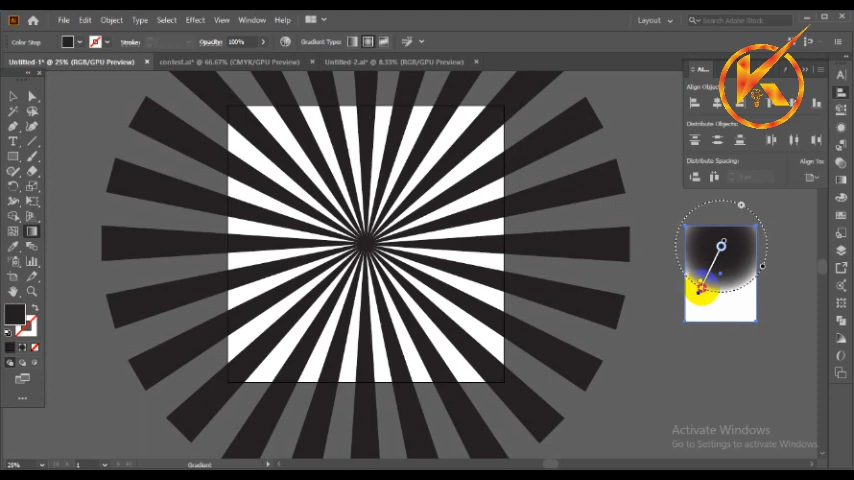 File Edit Object Type Select Effect View Window Help
Layout
Search Adobe Stock
Color Stop
Stroke:
Opacity: 100%
Gradient Type:
Untitled-1* @ 25% (RGB/GPU Preview)
contest.ai* @ 66.67% (CMYK/GPU Preview)
Untitled-2.ai* @ 8.33% (RGB/GPU Preview)
Align Objects:
Distribute Objects:
Distribute Spacing:
Align To:
Activate Windows
Go to Settings to activate Windows.
25%
1
Gradient